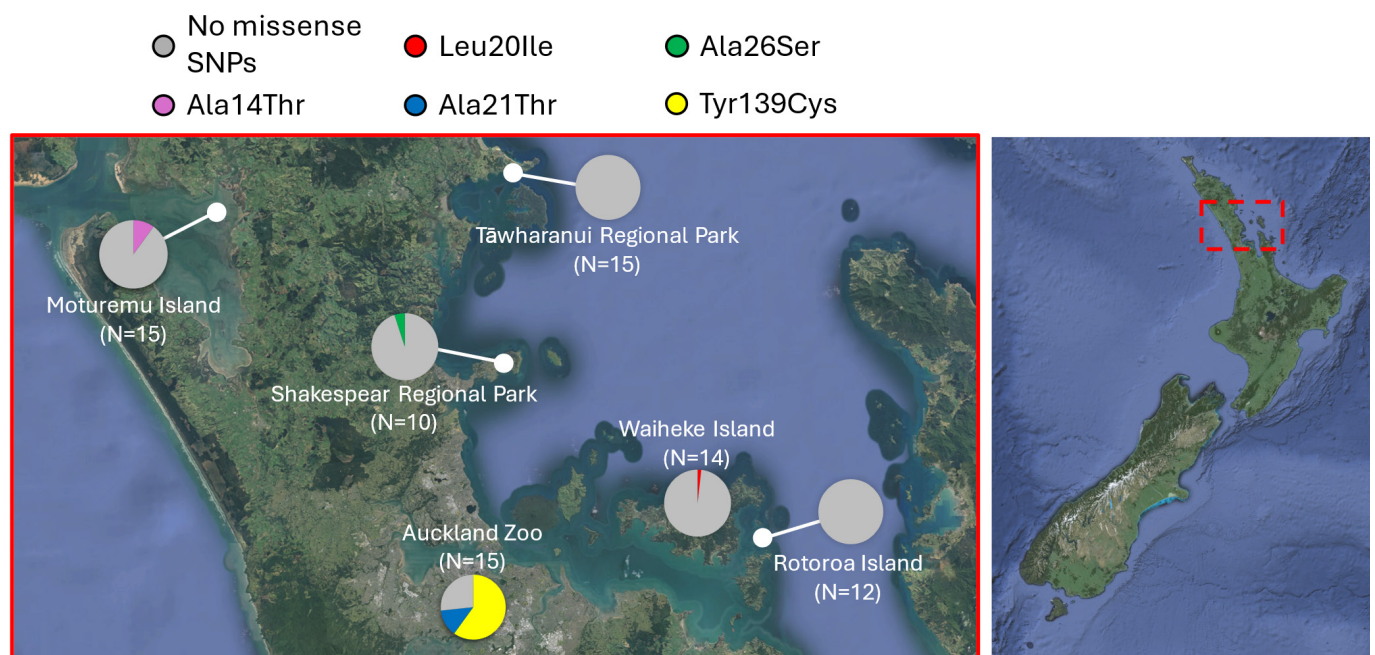 No missense
SNPs
Leu20Ile
Ala26Ser
Ala14Thr
Ala21Thr
Tyr139Cys
Tāwharanui Regional Park
(N=15)
Moturemu Island
(N=15)
Shakespear Regional Park
(N=10)
Waiheke Island
(N=14)
Auckland Zoo
(N=15)
Rotoroa Island
(N=12)